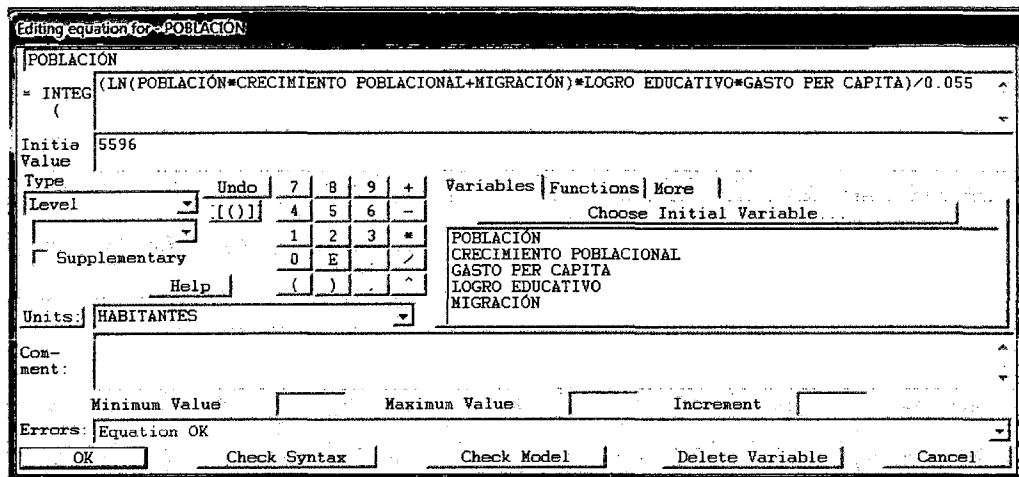 Editing equation for - POBLACIÓN
POBLACIÓN
= INTEG (
(LN(POBLACIÓN*CRECIMIENTO POBLACIONAL+MIGRACIÓN)*LOGRO EDUCATIVO*GASTO PER CAPITA)/0.055
Initia Value
5596
Type
Undo 7 8 9 +
Variables Functions More
Level
[()] 4 5 6 -
Choose Initial Variable...
1 2 3 *
POBLACIÓN
CRECIMIENTO POBLACIONAL
GASTO PER CAPITA
LOGRO EDUCATIVO
MIGRACIÓN
Supplementary
0 E . /
Help
( ) , ^
Units: HABITANTES
Com-
ment:
Minimum Value Maximum Value Increment
Errors: Equation OK
OK Check Syntax Check Model Delete Variable Cancel